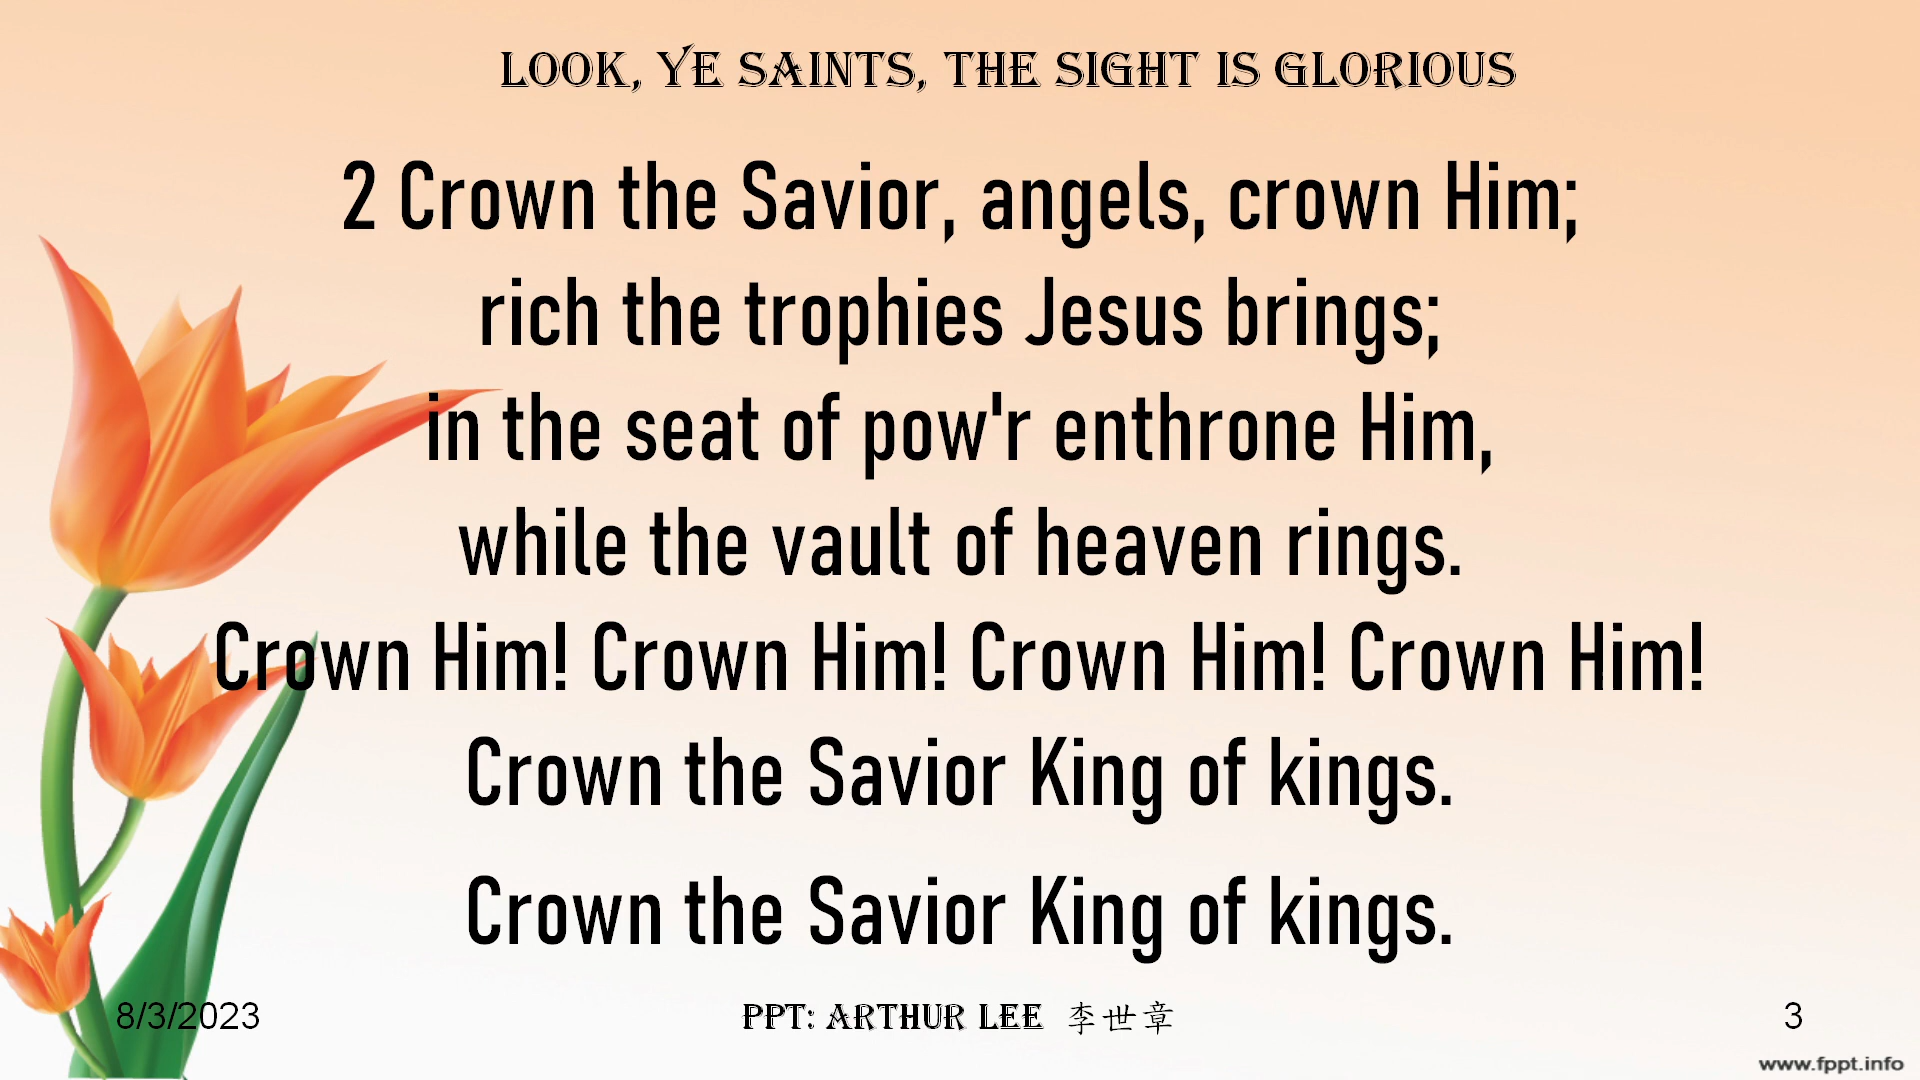 LOOK, YE SAINTS, THE SIGHT IS GLORIOUS
2 Crown the Savior, angels, crown Him;
rich the trophies Jesus brings;
in the seat of pow'r enthrone Him,
while the vault of heaven rings.
Crown Him! Crown Him! Crown Him! Crown Him!
Crown the Savior King of kings.
Crown the Savior King of kings.
8/3/2023 PPT: ARTHUR LEE 李世章 3
www.fppt.info